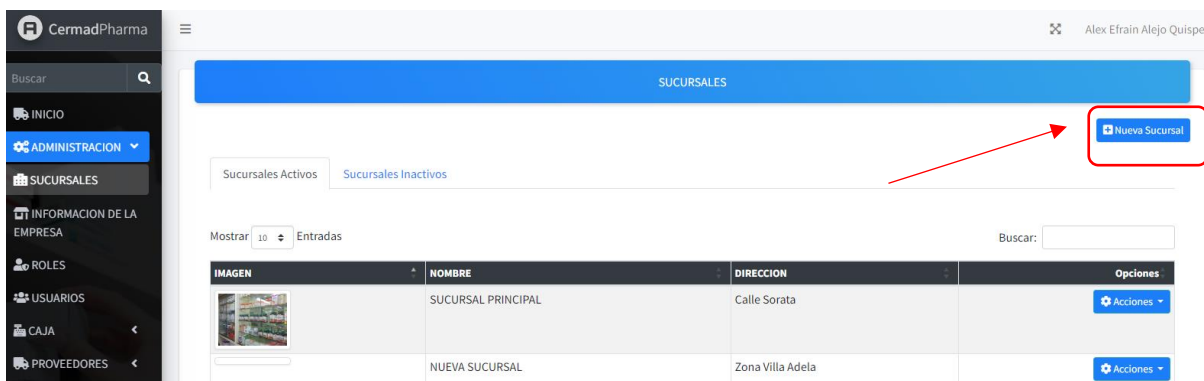 CermadPharma
Alex Efrain Alejo Quispe
Buscar
SUCURSALES
INICIO
Nueva Sucursal
ADMINISTRACION
SUCURSALES
Sucursales Activos Sucursales Inactivos
INFORMACION DE LA
EMPRESA
Mostrar 10 Entradas Buscar:
ROLES
IMAGEN NOMBRE DIRECCION Opciones
USUARIOS
SUCURSAL PRINCIPAL Calle Sorata Acciones
CAJA
PROVEEDORES
NUEVA SUCURSAL Zona Villa Adela Acciones